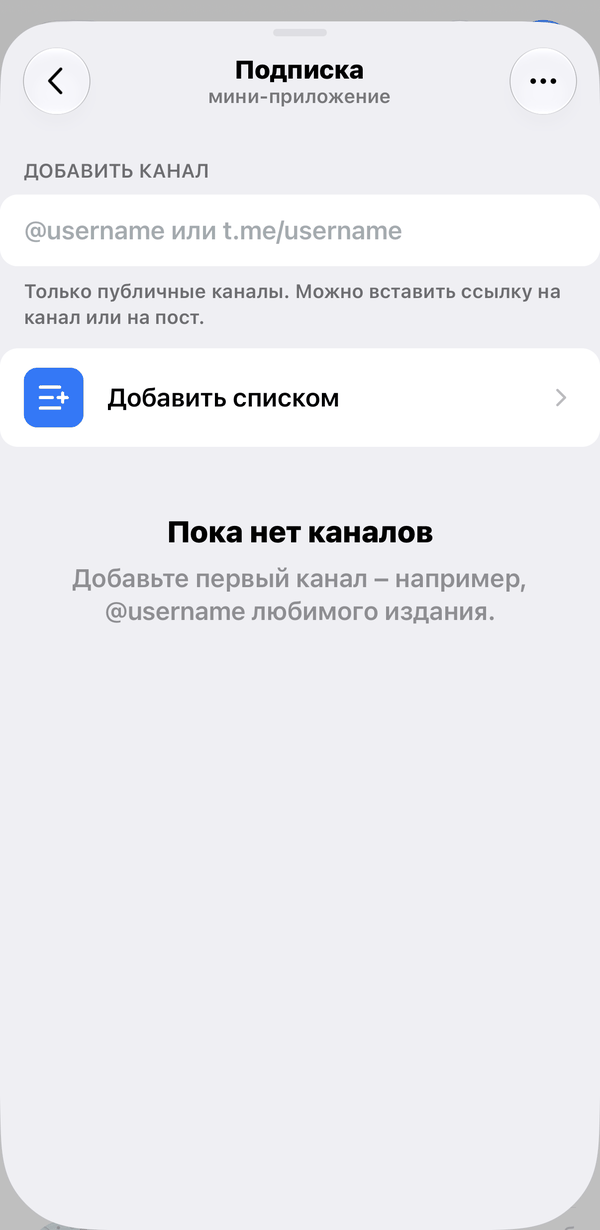 Подписка
мини-приложение
ДОБАВИТЬ КАНАЛ
@username или t.me/username
Только публичные каналы. Можно вставить ссылку на
канал или на пост.
Добавить списком
Пока нет каналов
Добавьте первый канал – например,
@username любимого издания.